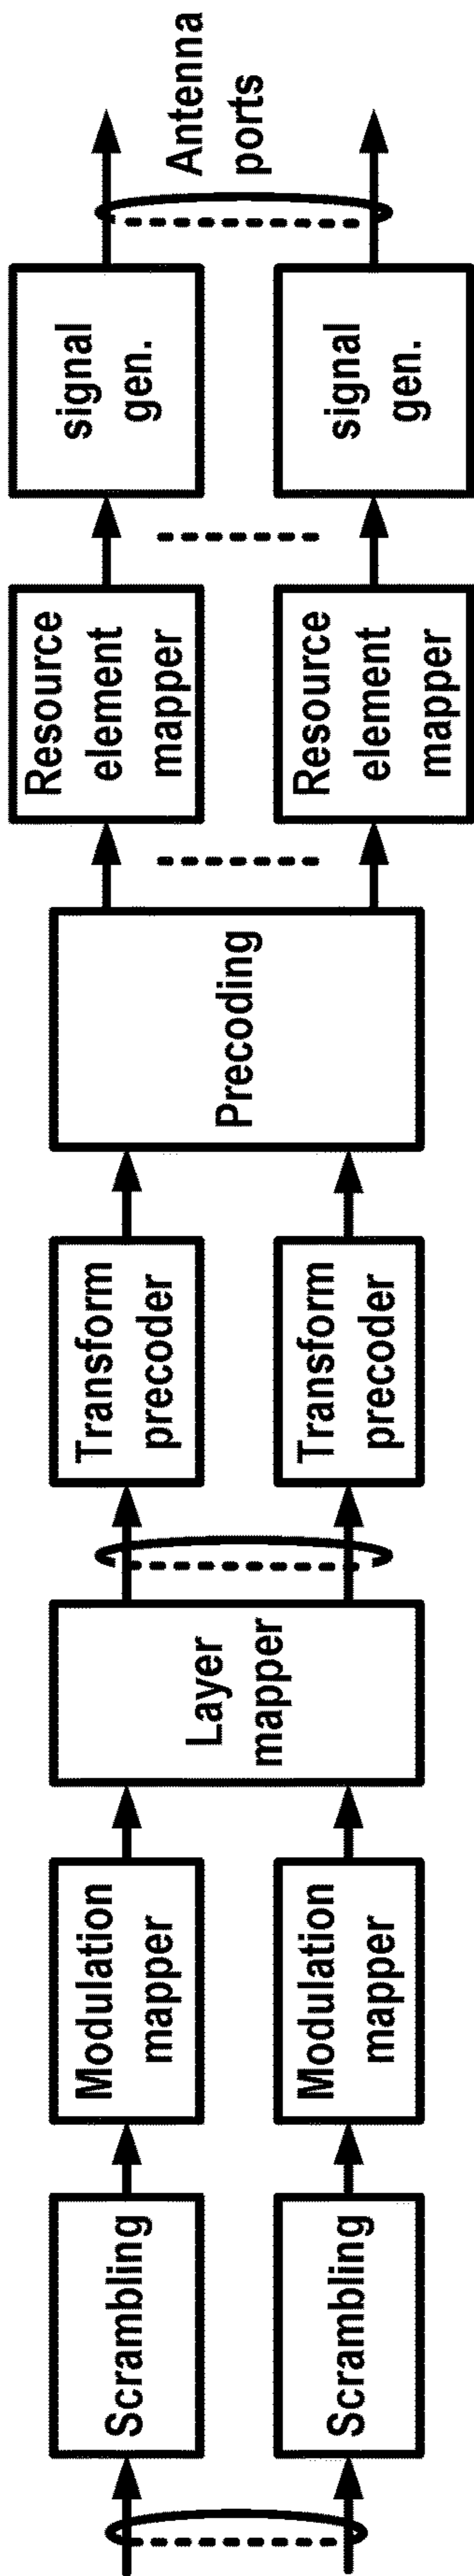 Scrambling
Scrambling
Modulation
mapper
Modulation
mapper
Layer
mapper
Transform
precoder
Transform
precoder
Precoding
Resource
element
mapper
Resource
element
mapper
signal
gen.
signal
gen.
Antenna
ports